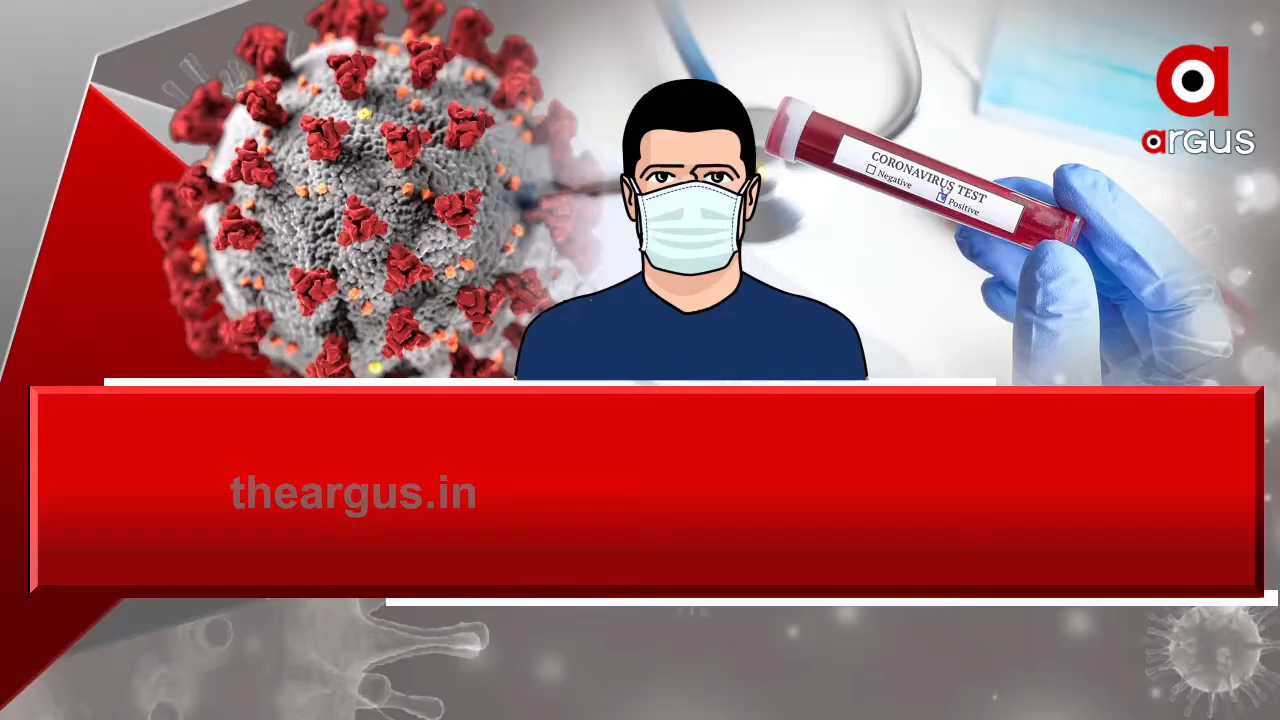 argus
CORONAVIRUS TEST
Negative
Positive
theargus.in